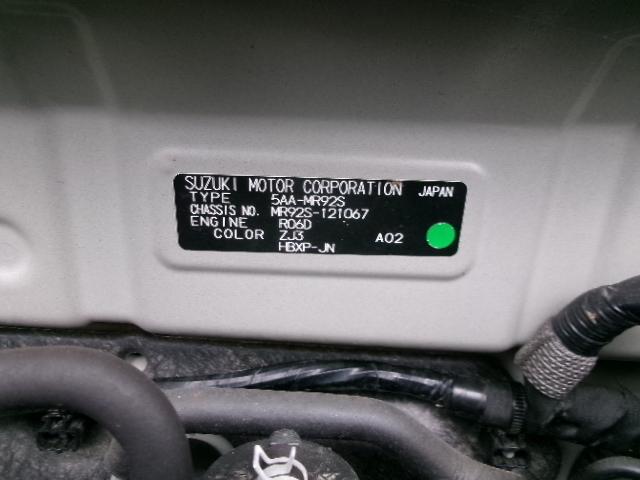 SUZUKI MOTOR CORPORATION JAPAN
TYPE 5AA-MR92S
CHASSIS NO. MR92S-121067
ENGINE R06D
COLOR ZJ3 A02
HBXP-JN